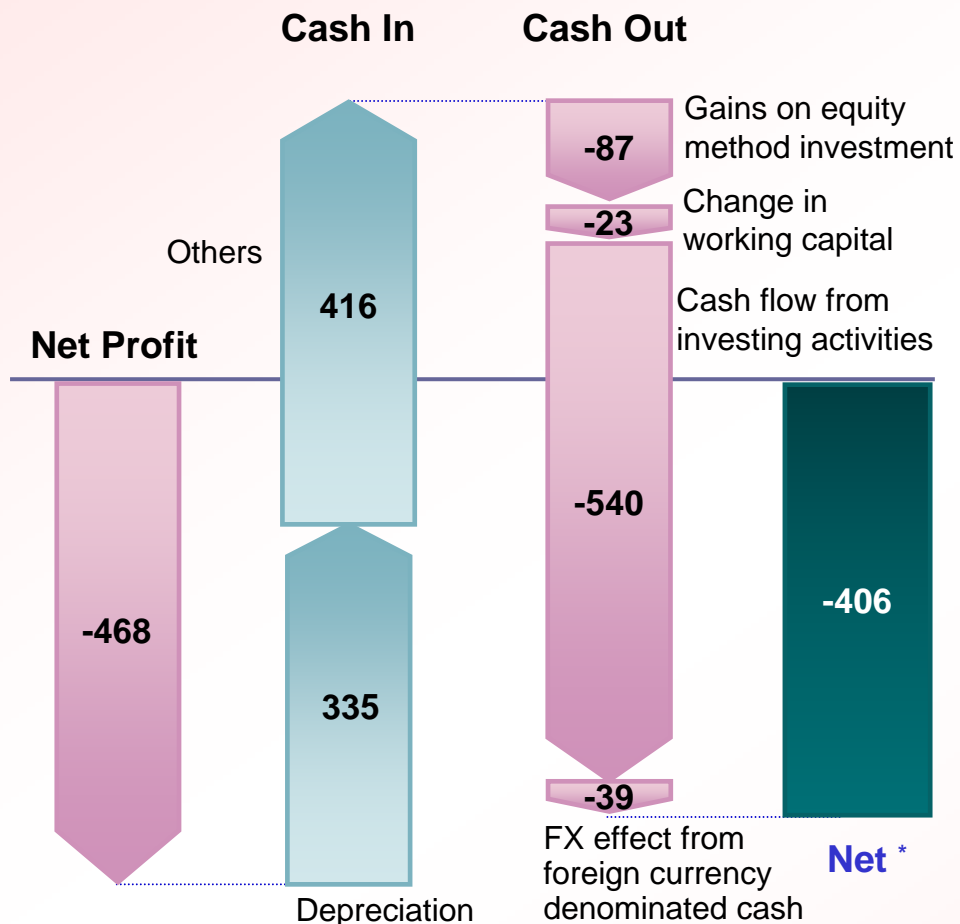 Cash In
Cash Out
Gains on equity
method investment
-87
Change in
working capital
-23
Others
416
Cash flow from
investing activities
Net Profit
-540
-406
-468
335
-39
FX effect from
foreign currency
denominated cash
Net *
Depreciation